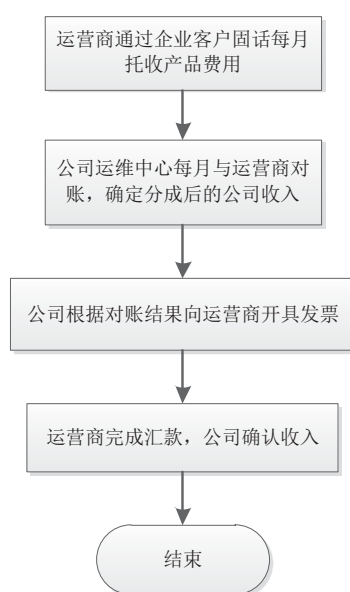 运营商通过企业客户固话每月
托收产品费用
公司运维中心每月与运营商对
账，确定分成后的公司收入
公司根据对账结果向运营商开具发票
运营商完成汇款，公司确认收入
结束